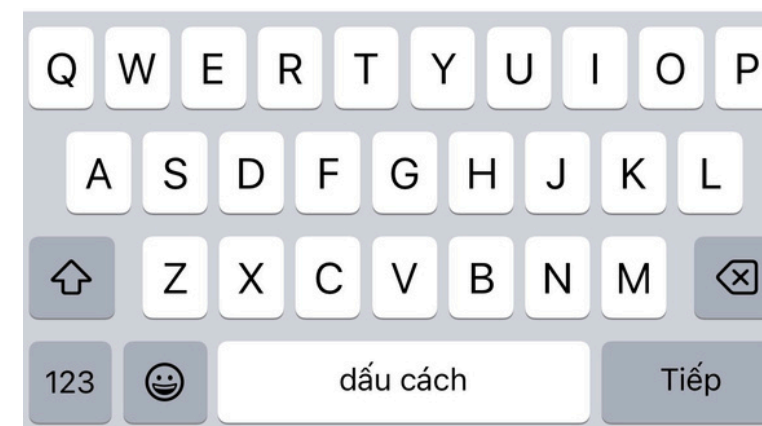 Q W E R T Y U I O P
A S D F G H J K L
Z X C V B N M
123 dấu cách Tiếp